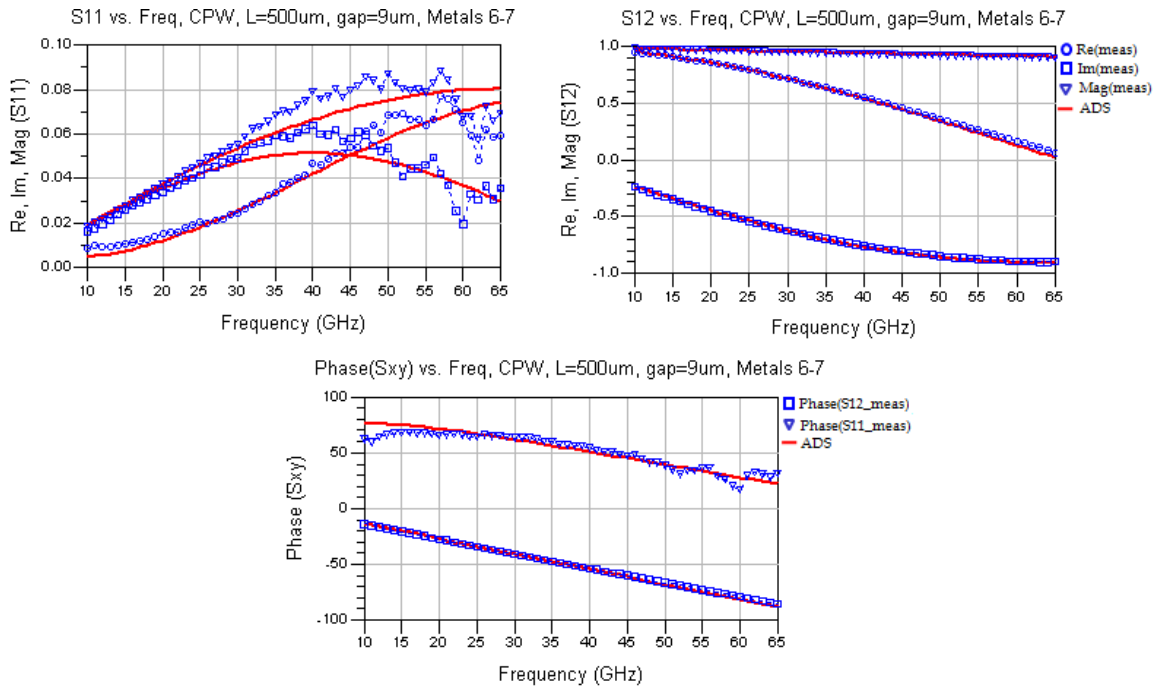 S11 vs. Freq, CPW, L=500um, gap=9um, Metals 6-7
Re, Im, Mag (S11)
0.10
0.08
0.06
0.04
0.02
0.00
10 15 20 25 30 35 40 45 50 55 60 65
Frequency (GHz)
S12 vs. Freq, CPW, L=500um, gap=9um, Metals 6-7
Re, Im, Mag (S12)
1.0
0.5
0.0
-0.5
-1.0
10 15 20 25 30 35 40 45 50 55 60 65
Frequency (GHz)
Re(meas)
Im(meas)
Mag(meas)
ADS
Phase(Sxy) vs. Freq, CPW, L=500um, gap=9um, Metals 6-7
Phase (Sxy)
100
50
0
-50
-100
10 15 20 25 30 35 40 45 50 55 60 65
Frequency (GHz)
Phase(S12_meas)
Phase(S11_meas)
ADS